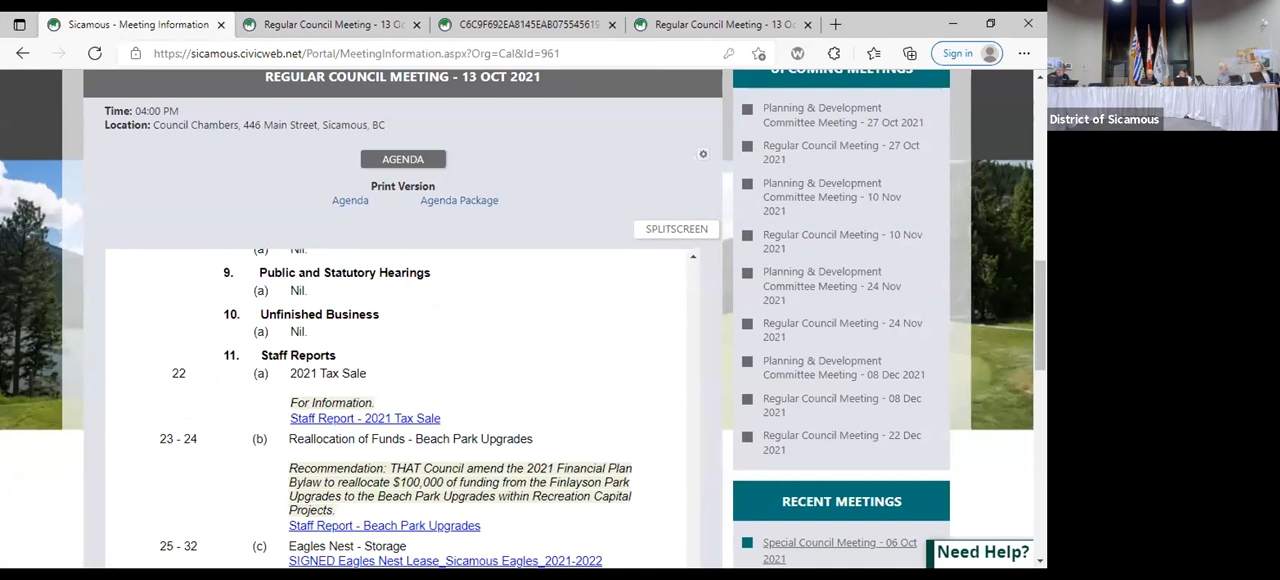 Sicamous - Meeting Information
Regular Council Meeting - 13 Oc
C6C9F692EA8145EAB075545619
Regular Council Meeting - 13 Oc
https://sicamous.civicweb.net/Portal/MeetingInformation.aspx?Org=Cal&Id=961
Sign in
REGULAR COUNCIL MEETING - 13 OCT 2021
Time: 04:00 PM
Location: Council Chambers, 446 Main Street, Sicamous, BC
AGENDA
Print Version
Agenda Agenda Package
SPLITSCREEN
(a) Nil.
9. Public and Statutory Hearings
(a) Nil.
10. Unfinished Business
(a) Nil.
11. Staff Reports
22 (a) 2021 Tax Sale
For Information.
Staff Report - 2021 Tax Sale
23 - 24 (b) Reallocation of Funds - Beach Park Upgrades
Recommendation: THAT Council amend the 2021 Financial Plan
Bylaw to reallocate $100,000 of funding from the Finlayson Park
Upgrades to the Beach Park Upgrades within Recreation Capital
Projects.
Staff Report - Beach Park Upgrades
25 - 32 (c) Eagles Nest - Storage
SIGNED Eagles Nest Lease_Sicamous Eagles_2021-2022
UPCOMING MEETINGS
Planning & Development
Committee Meeting - 27 Oct 2021
Regular Council Meeting - 27 Oct
2021
Planning & Development
Committee Meeting - 10 Nov
2021
Regular Council Meeting - 10 Nov
2021
Planning & Development
Committee Meeting - 24 Nov
2021
Regular Council Meeting - 24 Nov
2021
Planning & Development
Committee Meeting - 08 Dec 2021
Regular Council Meeting - 08 Dec
2021
Regular Council Meeting - 22 Dec
2021
RECENT MEETINGS
Special Council Meeting - 06 Oct
2021
Need Help?
District of Sicamous